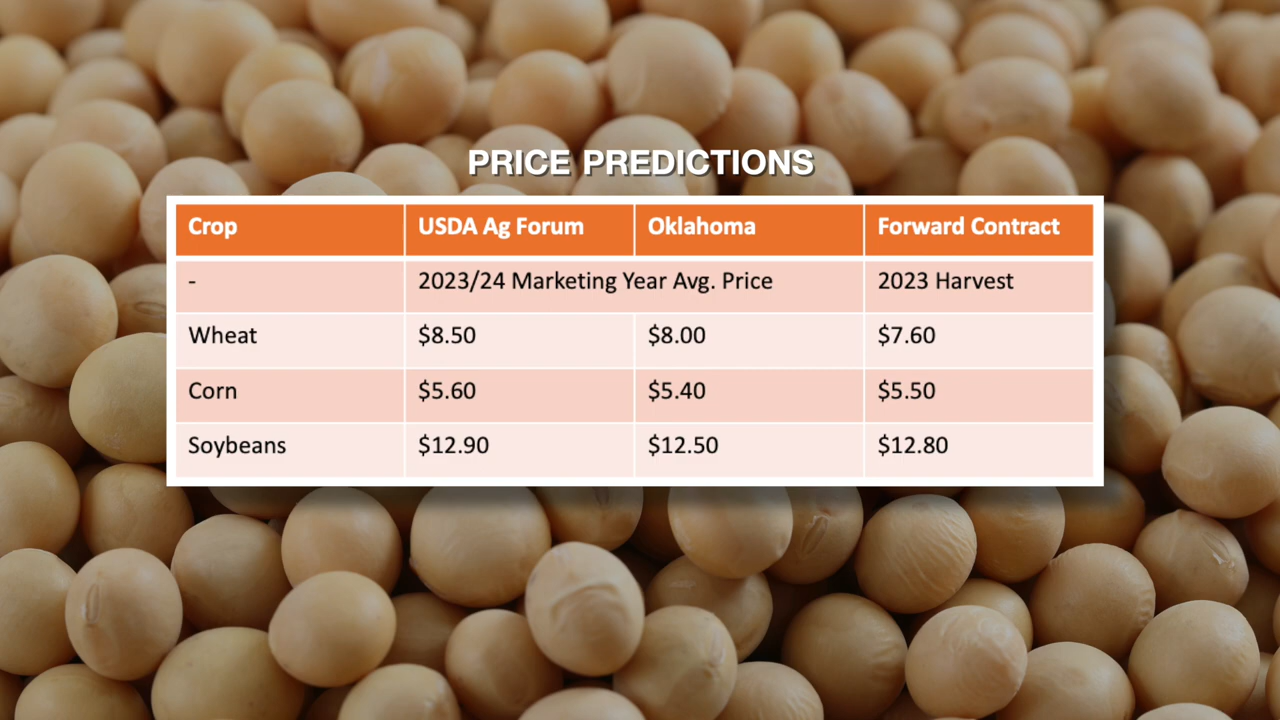 PRICE PREDICTIONS
Crop USDA Ag Forum Oklahoma Forward Contract
- 2023/24 Marketing Year Avg. Price 2023 Harvest
Wheat $8.50 $8.00 $7.60
Corn $5.60 $5.40 $5.50
Soybeans $12.90 $12.50 $12.80